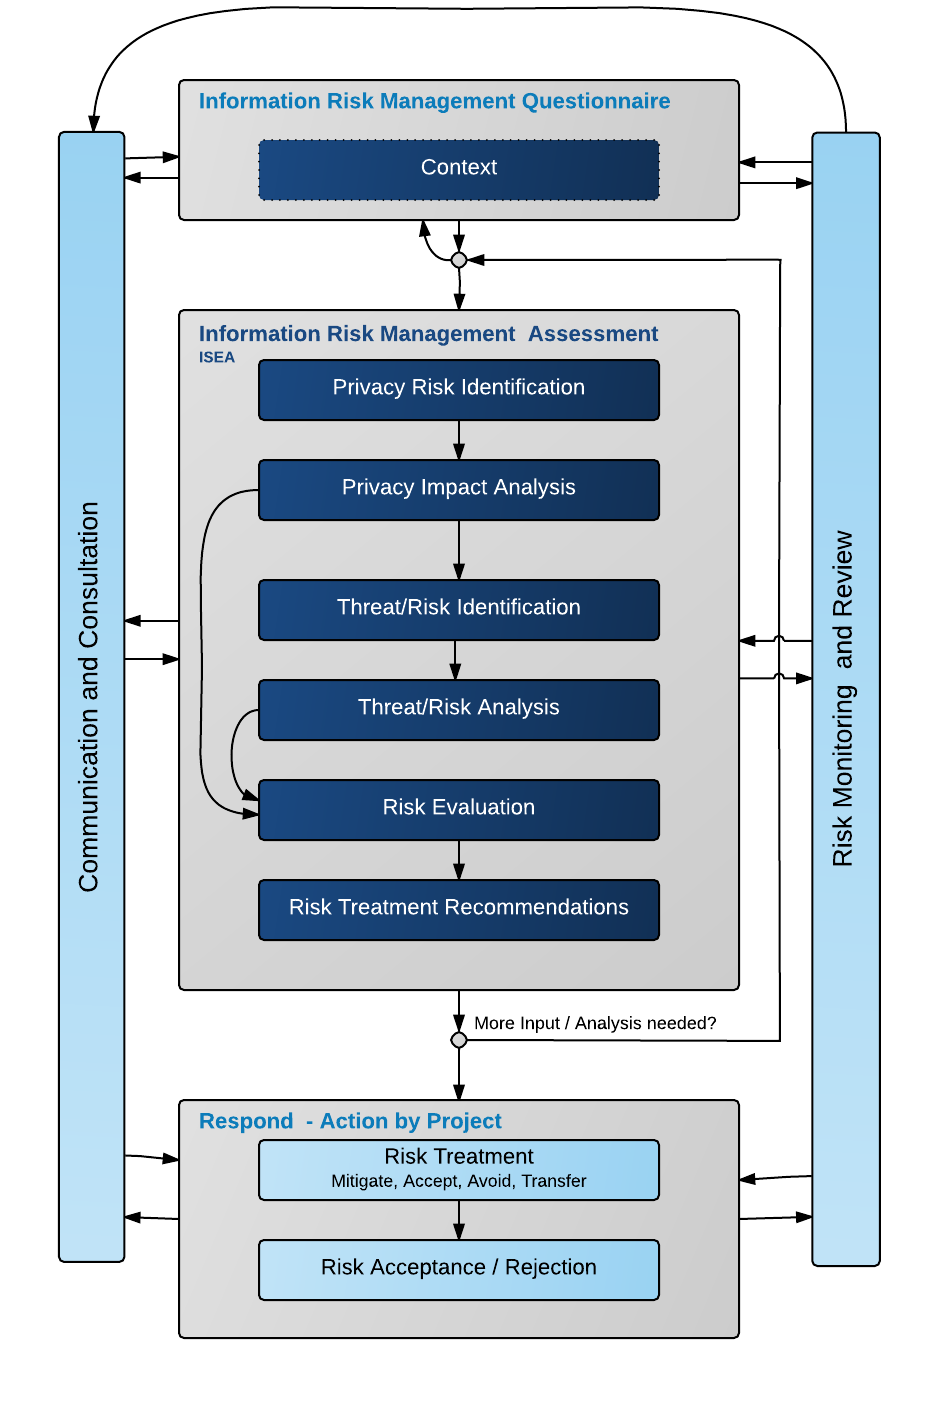 Information Risk Management Questionnaire
Context
Information Risk Management  Assessment
ISEA
Privacy Risk Identification
Privacy Impact Analysis
Threat/Risk Identification
Threat/Risk Analysis
Risk Evaluation
Risk Treatment Recommendations
Communication and Consultation
Risk Monitoring  and Review
More Input / Analysis needed?
Respond  - Action by Project
Risk Treatment
Mitigate, Accept, Avoid, Transfer
Risk Acceptance / Rejection